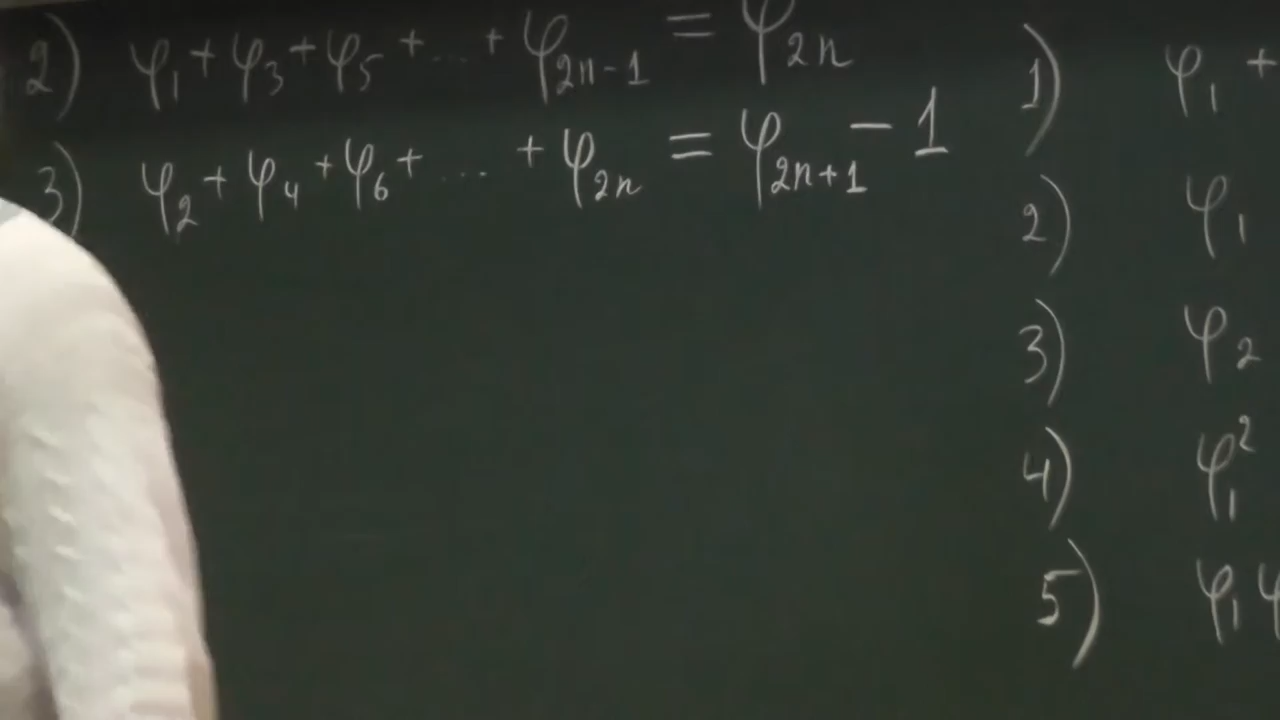 2) φ₁ + φ₃ + φ₅ + ... + φ₂ₙ₋₁ = φ₂ₙ
3) φ₂ + φ₄ + φ₆ + ... + φ₂ₙ = φ₂ₙ₊₁ - 1
1) φ₁ +
2) φ₁
3) φ₂
4) φ₁²
5) φ₁